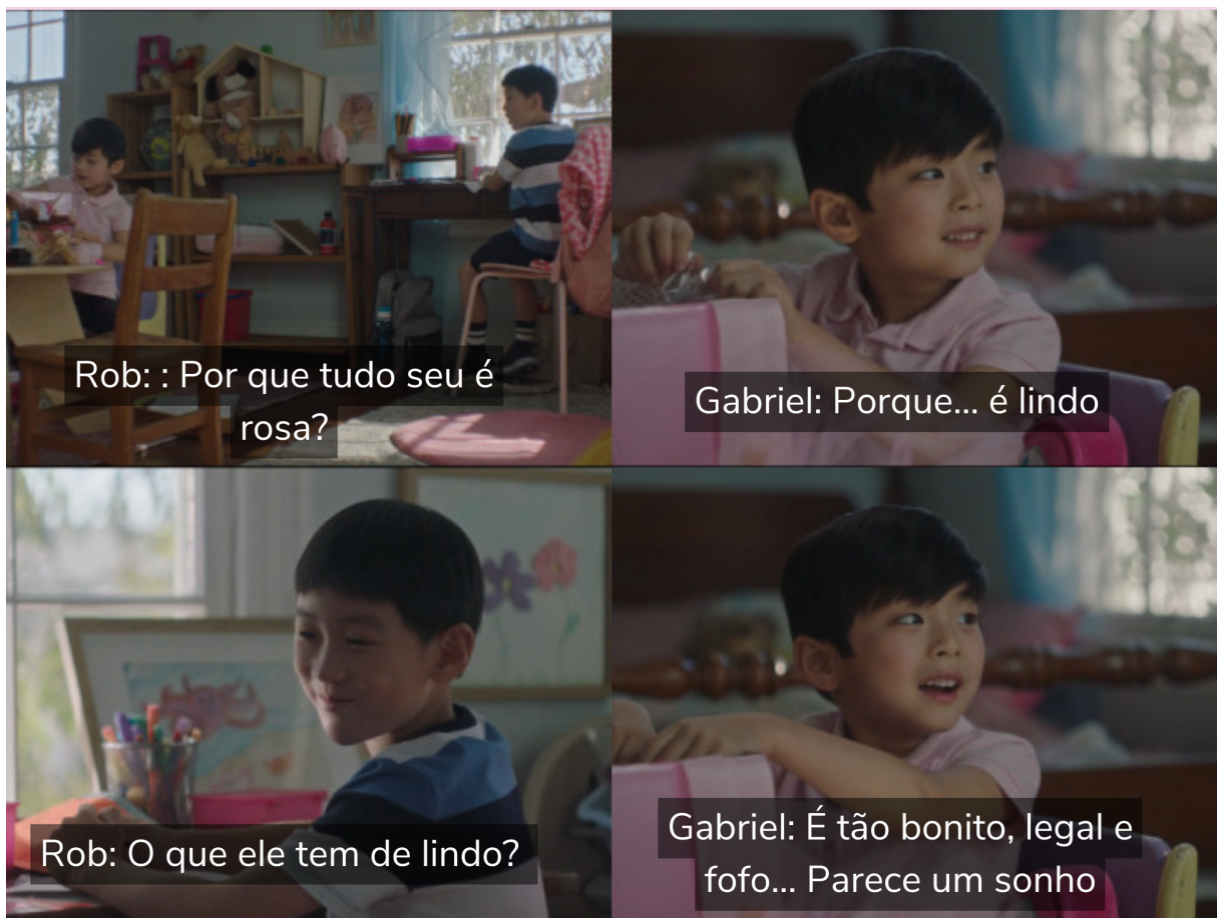 Rob: : Por que tudo seu é
rosa?
Gabriel: Porque... é lindo
Rob: O que ele tem de lindo?
Gabriel: É tão bonito, legal e
fofo... Parece um sonho